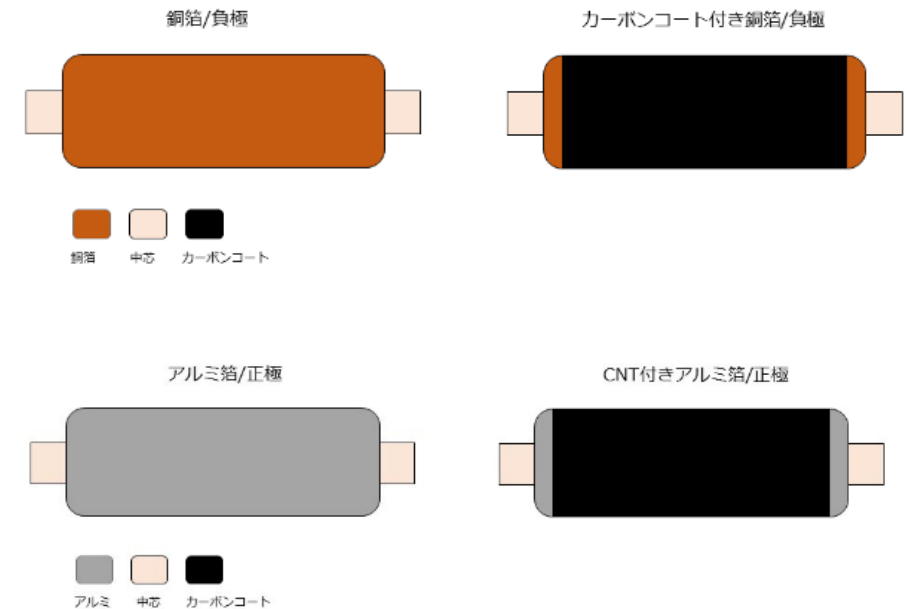 銅箔/負極
カーボンコート付き銅箔/負極
銅箔
中芯
カーボンコート
アルミ箔/正極
CNT付きアルミ箔/正極
アルミ
中芯
カーボンコート